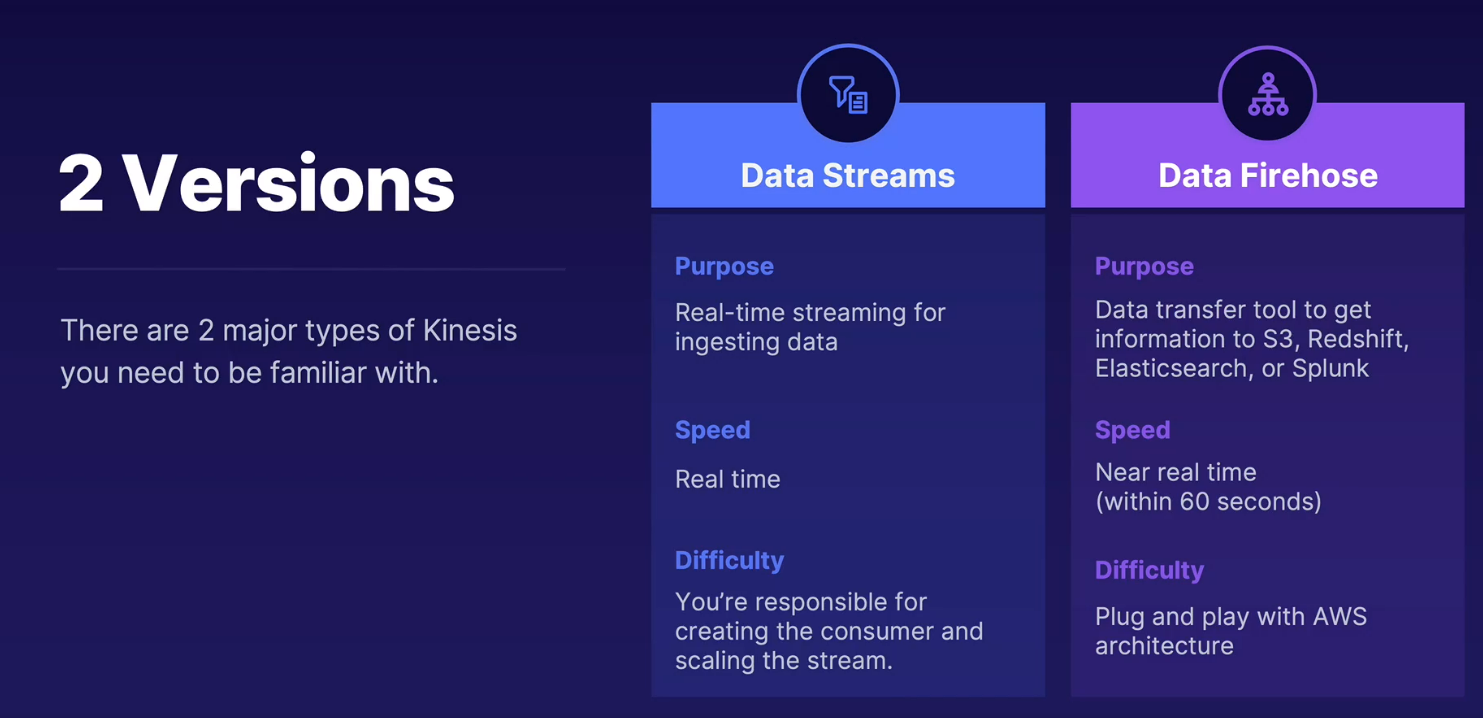 2 Versions
There are 2 major types of Kinesis
you need to be familiar with.
Data Streams
Purpose
Real-time streaming for
ingesting data
Speed
Real time
Difficulty
You’re responsible for
creating the consumer and
scaling the stream.
Data Firehose
Purpose
Data transfer tool to get
information to S3, Redshift,
Elasticsearch, or Splunk
Speed
Near real time
(within 60 seconds)
Difficulty
Plug and play with AWS
architecture